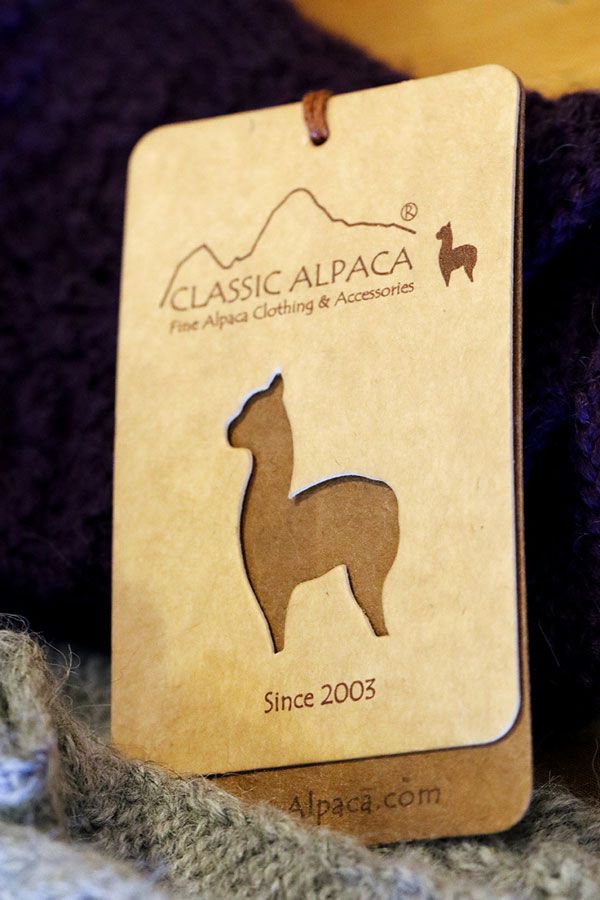 ®
CLASSIC ALPACA
Fine Alpaca Clothing & Accessories
Since 2003
Alpaca.com